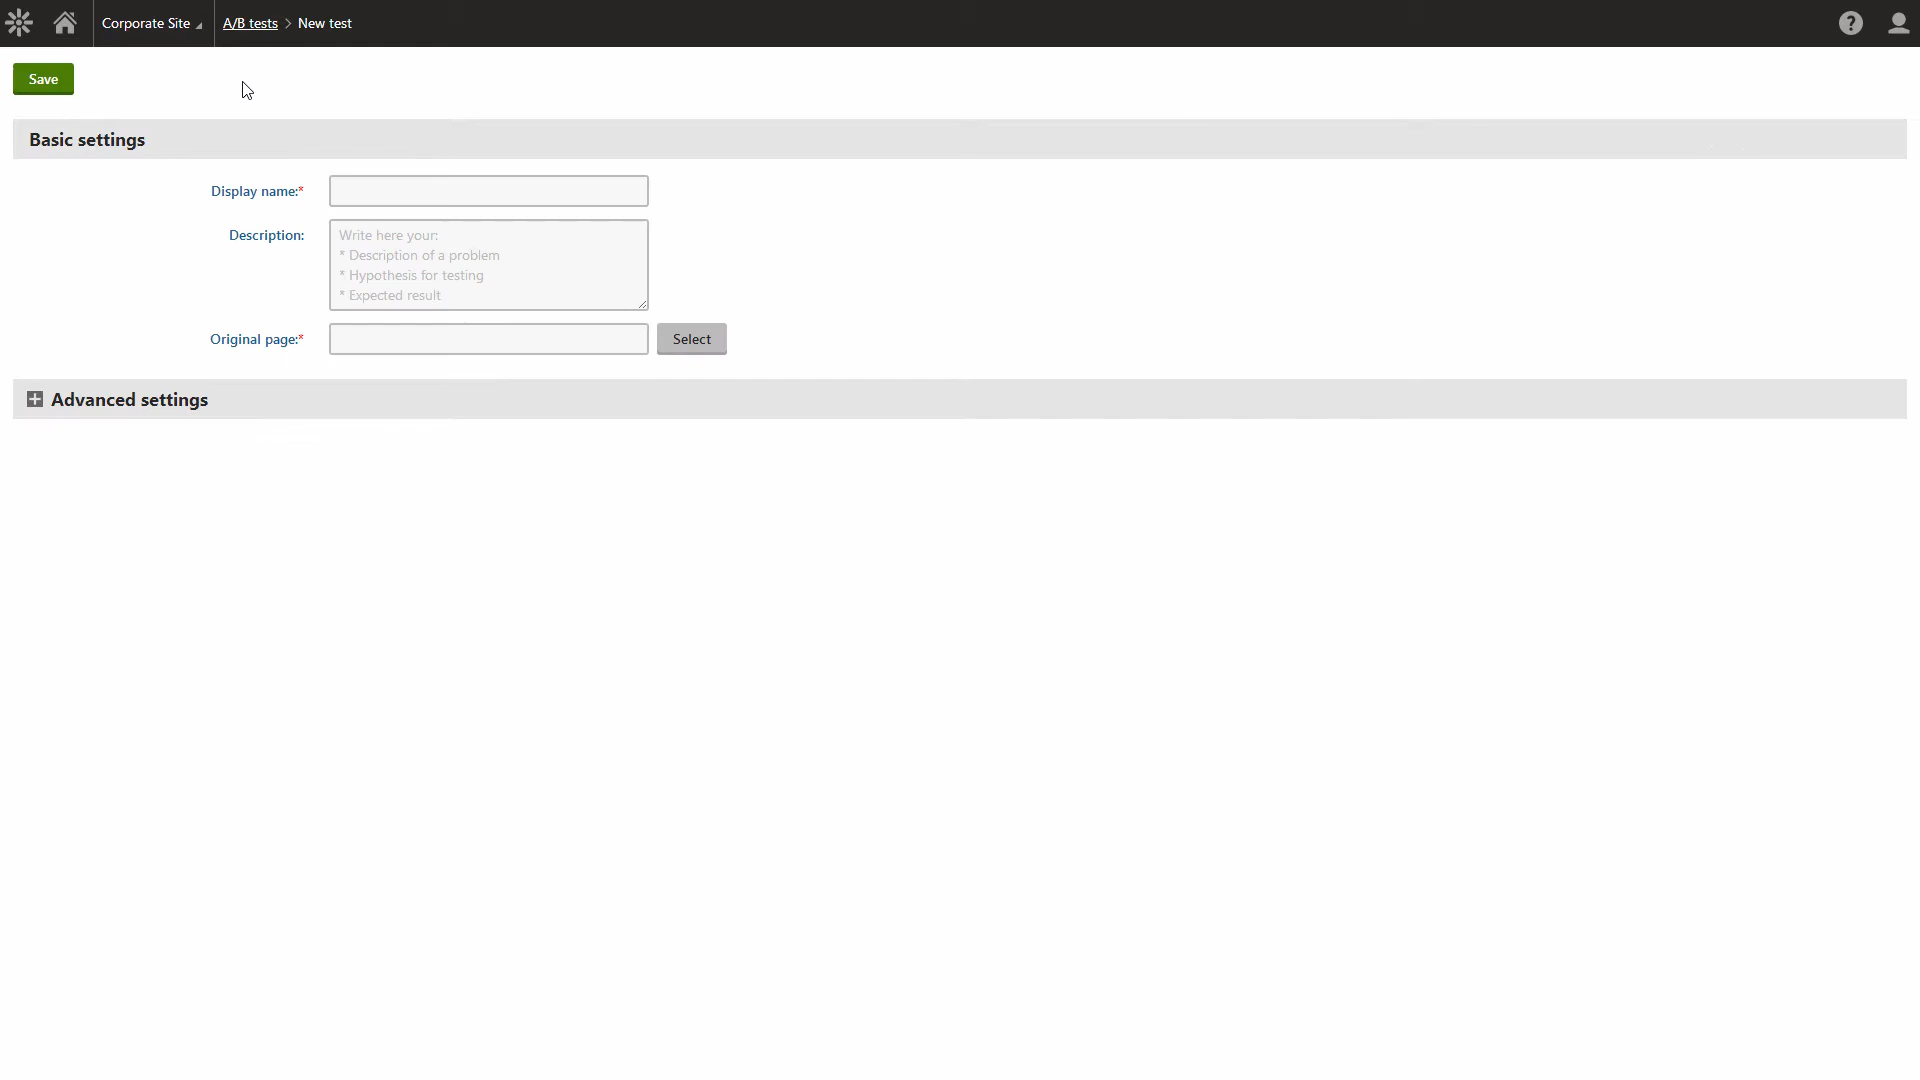 Corporate Site A/B tests > New test ?
Save
Basic settings
Display name:*
Description: Write here your:
* Description of a problem
* Hypothesis for testing
* Expected result
Original page:* Select
Advanced settings